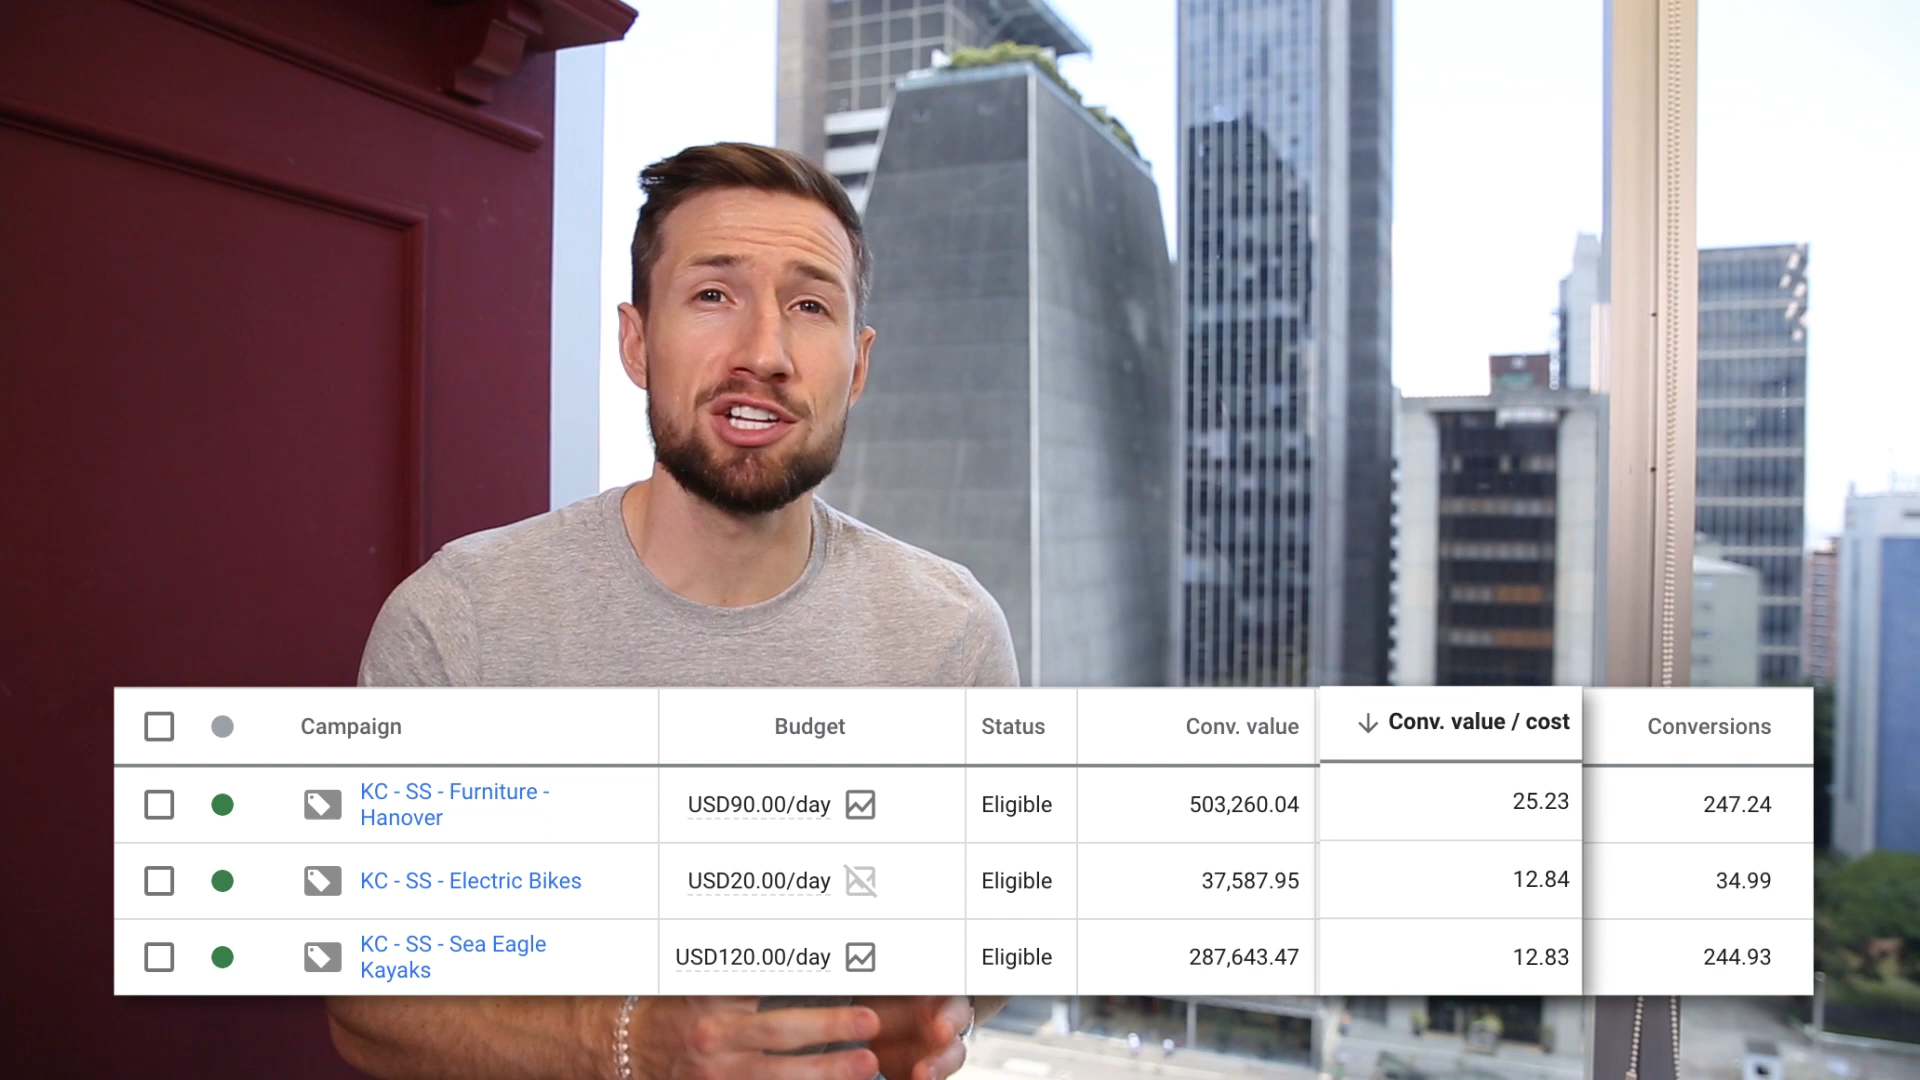 Campaign Budget Status Conv. value ↓ Conv. value / cost Conversions
KC - SS - Furniture -
Hanover
USD90.00/day Eligible 503,260.04 25.23 247.24
KC - SS - Electric Bikes USD20.00/day Eligible 37,587.95 12.84 34.99
KC - SS - Sea Eagle
Kayaks
USD120.00/day Eligible 287,643.47 12.83 244.93